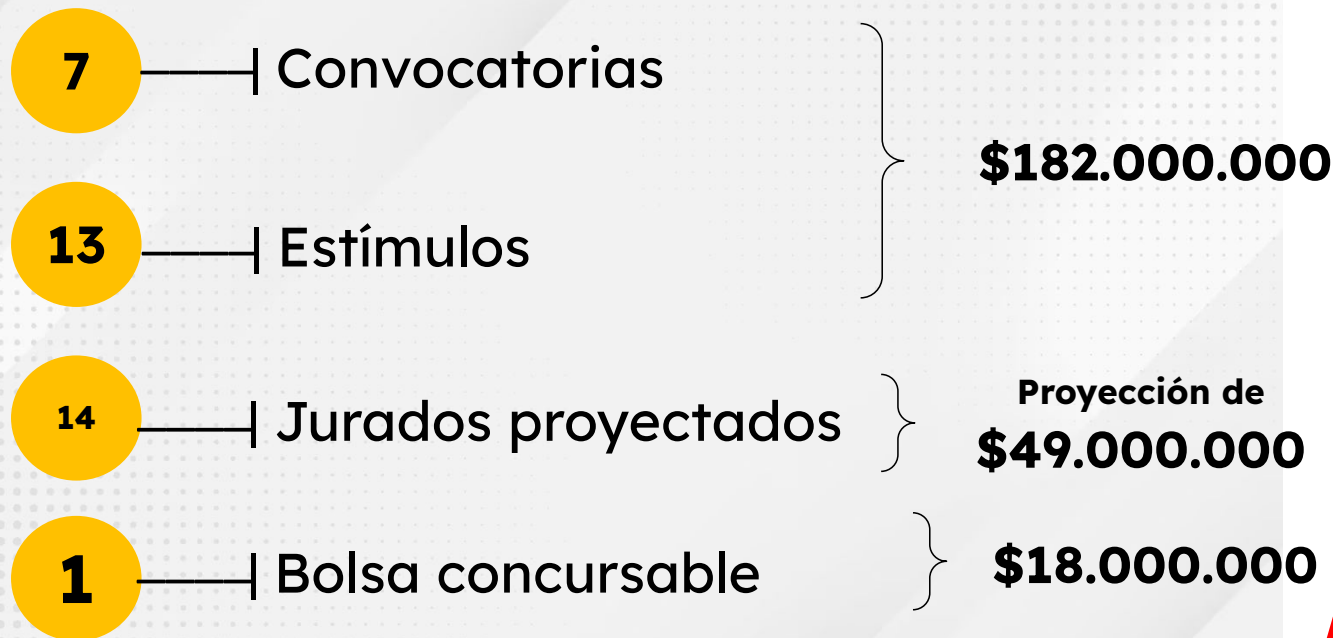 7 Convocatorias
$182.000.000
13 Estímulos
14 Jurados proyectados
Proyección de
$49.000.000
1 Bolsa concursable
$18.000.000